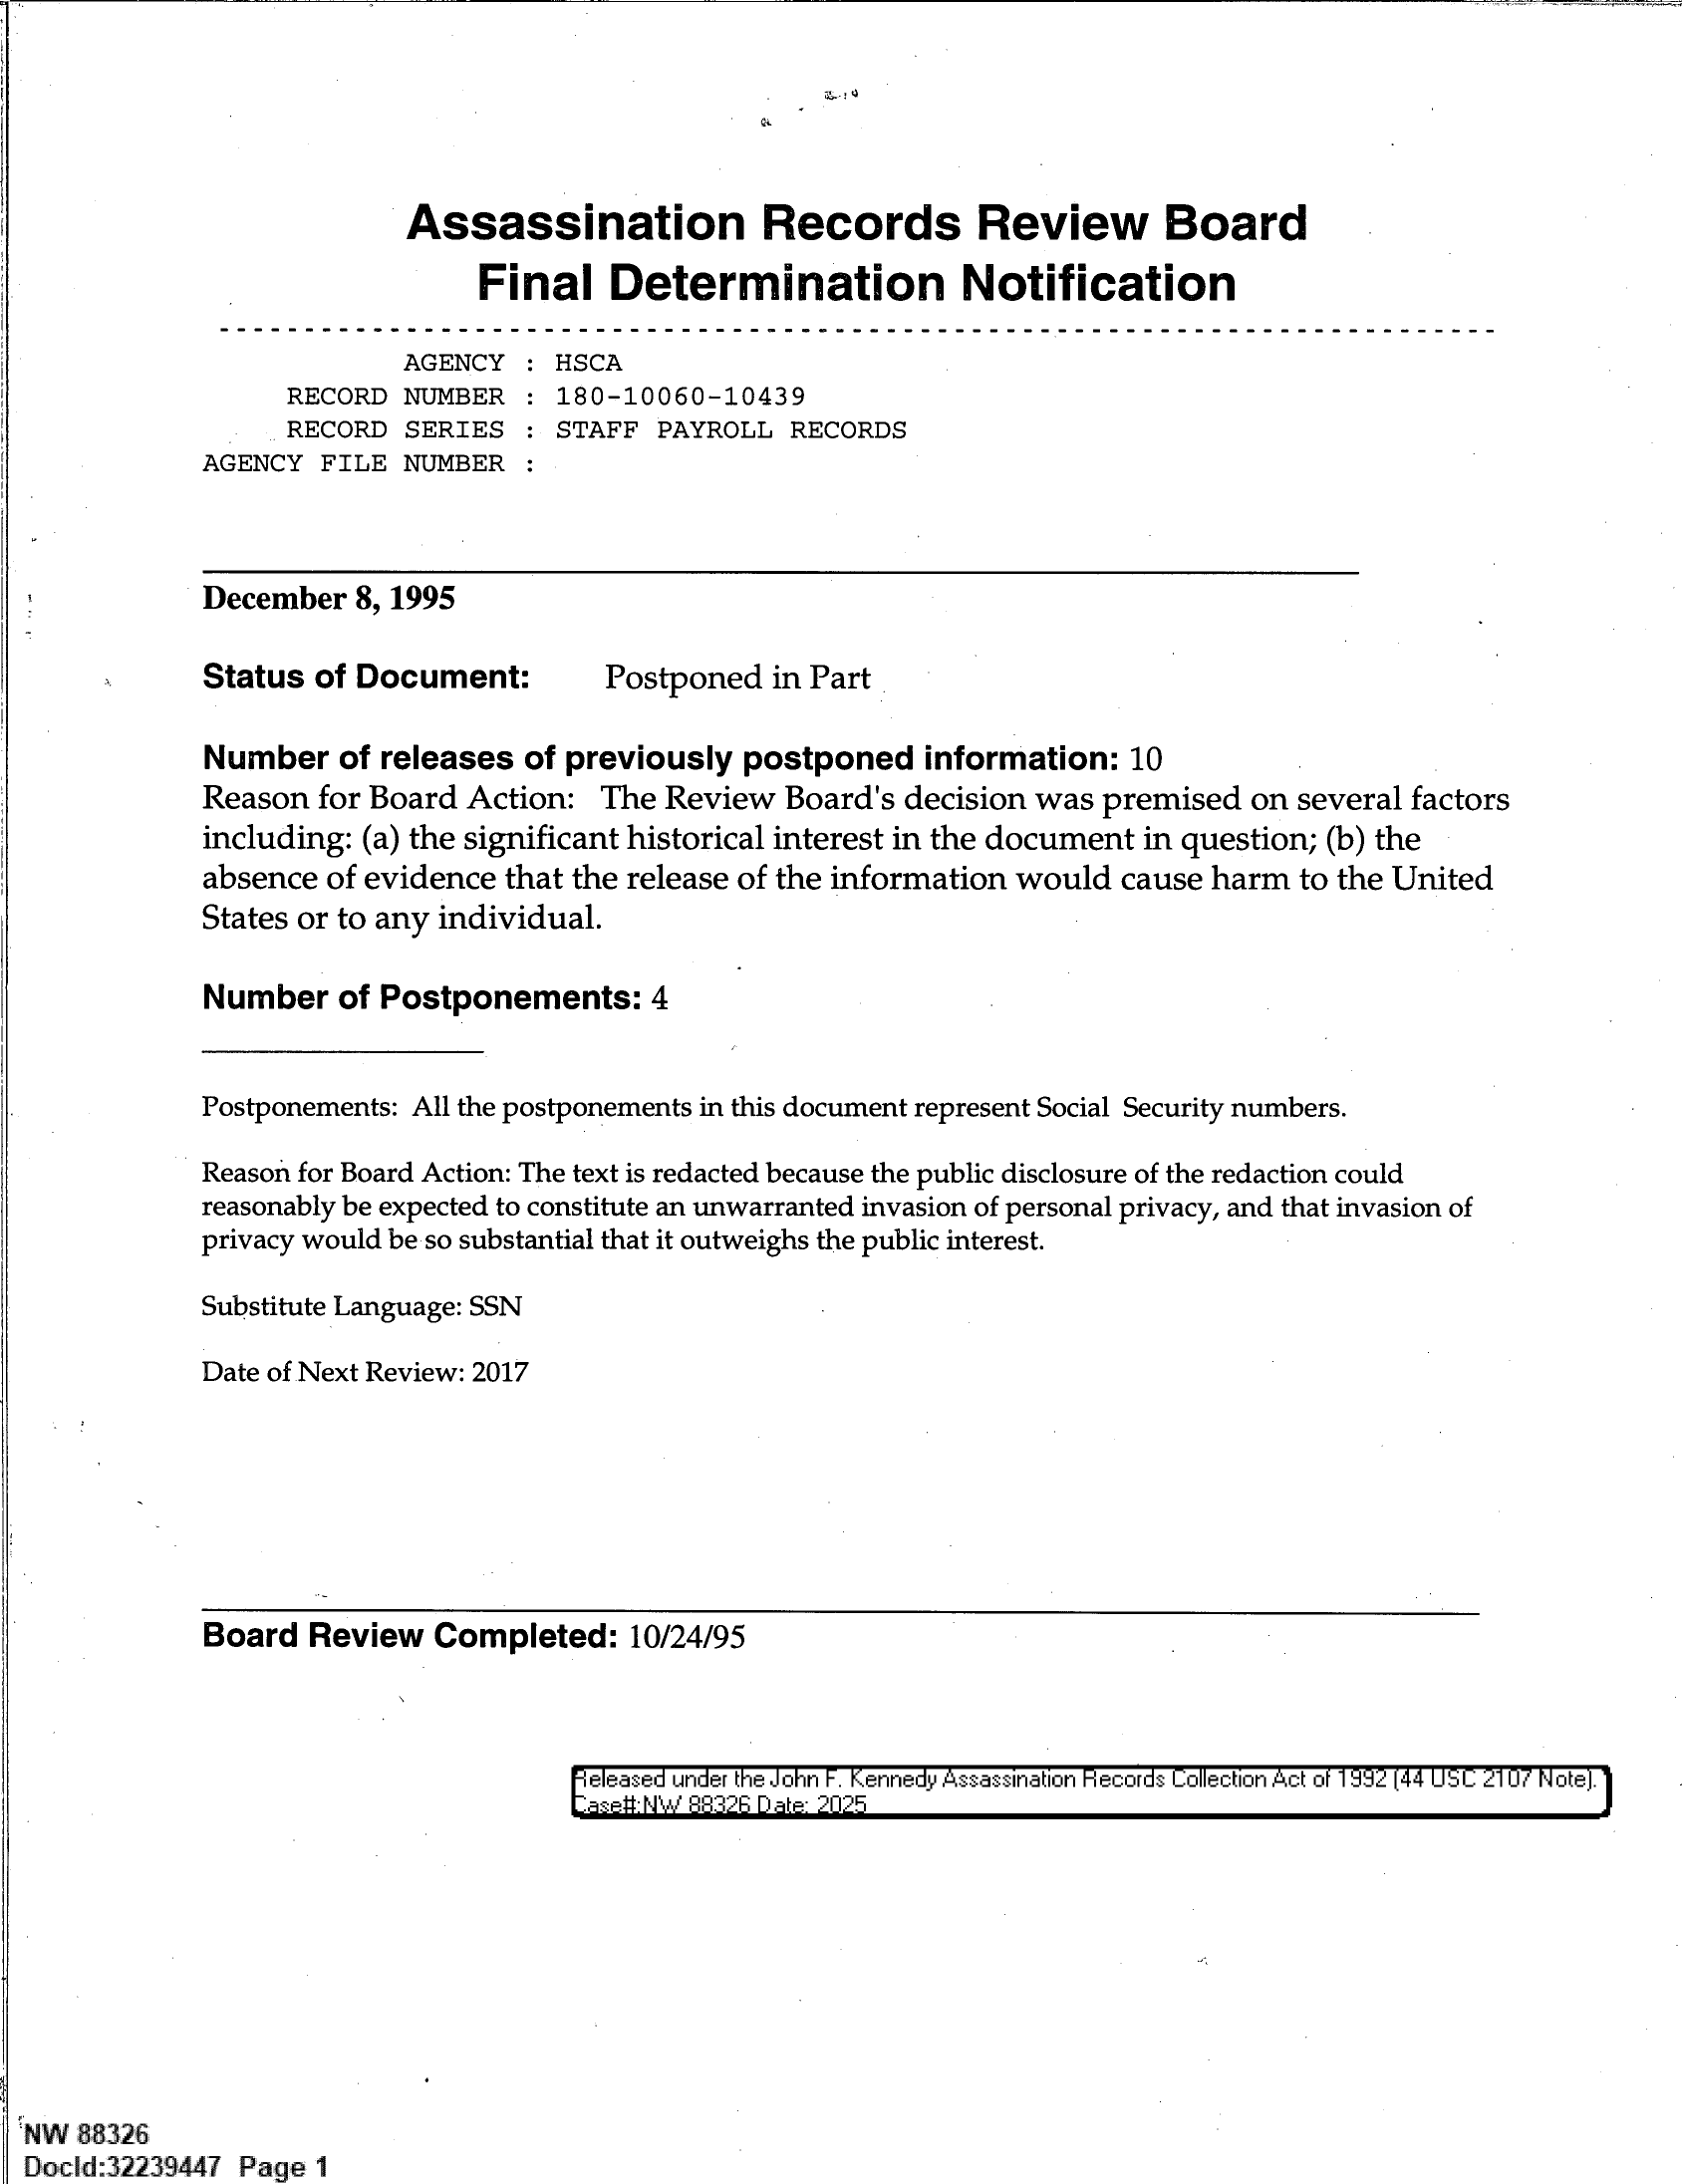 Assassination Records Review Board
Final Determination Notification
AGENCY : HSCA
RECORD NUMBER : 180-10060-10439
RECORD SERIES : STAFF PAYROLL RECORDS
AGENCY FILE NUMBER :
December 8, 1995
Status of Document: Postponed in Part
Number of releases of previously postponed information: 10
Reason for Board Action: The Review Board's decision was premised on several factors
including: (a) the significant historical interest in the document in question; (b) the
absence of evidence that the release of the information would cause harm to the United
States or to any individual.
Number of Postponements: 4
Postponements: All the postponements in this document represent Social Security numbers.
Reason for Board Action: The text is redacted because the public disclosure of the redaction could
reasonably be expected to constitute an unwarranted invasion of personal privacy, and that invasion of
privacy would be so substantial that it outweighs the public interest.
Substitute Language: SSN
Date of Next Review: 2017
Board Review Completed: 10/24/95
Released under the John F. Kennedy Assassination Records Collection Act of 1992 (44 USC 2107 Note).
Case#:NW 88326 Date: 2025
NW 88326
DocId:32239447 Page 1